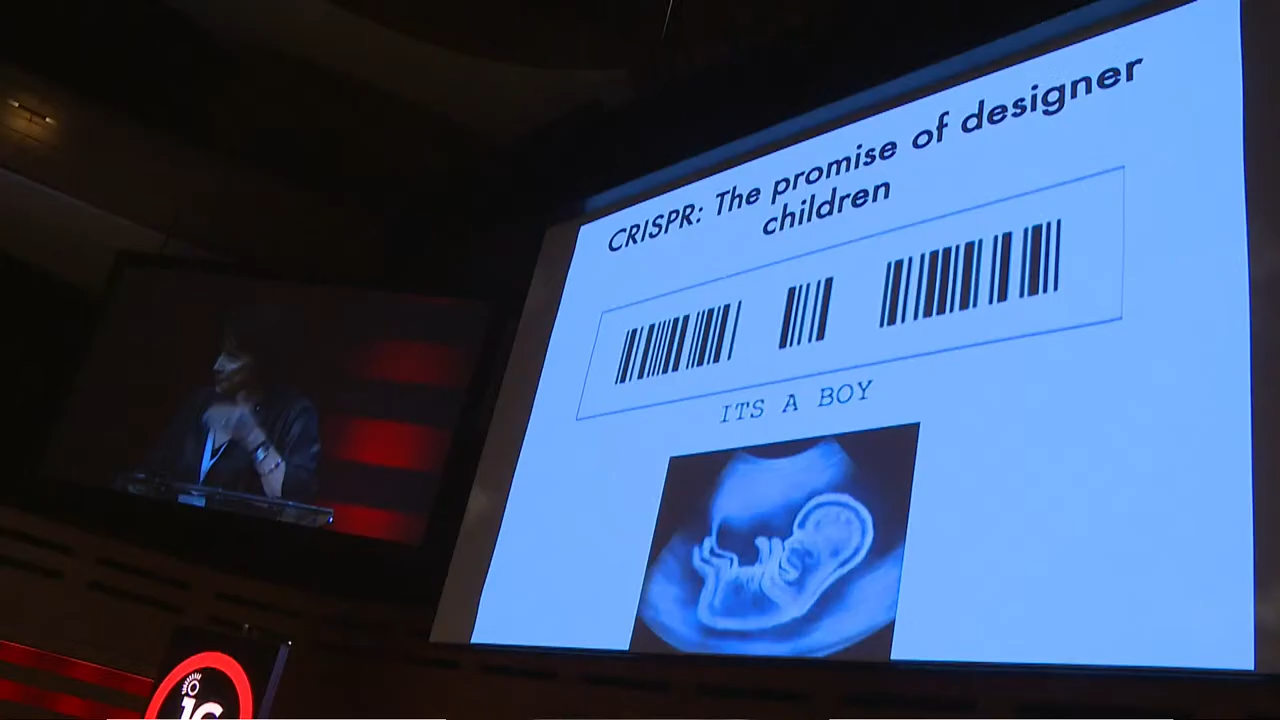 CRISPR: The promise of designer
children
ITS A BOY